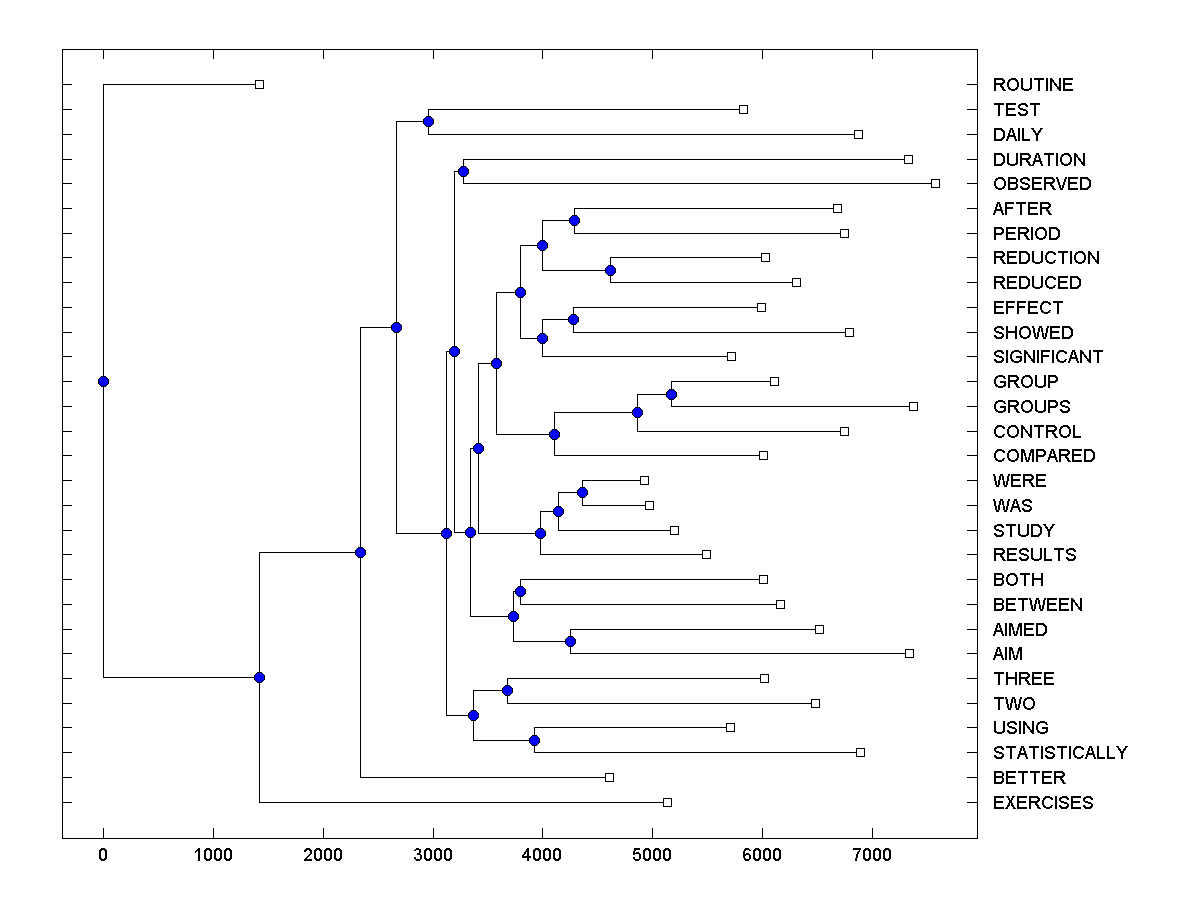 ROUTINE
TEST
DAILY
DURATION
OBSERVED
AFTER
PERIOD
REDUCTION
REDUCED
EFFECT
SHOWED
SIGNIFICANT
GROUP
GROUPS
CONTROL
COMPARED
WERE
WAS
STUDY
RESULTS
BOTH
BETWEEN
AIMED
AIM
THREE
TWO
USING
STATISTICALLY
BETTER
EXERCISES
0 1000 2000 3000 4000 5000 6000 7000